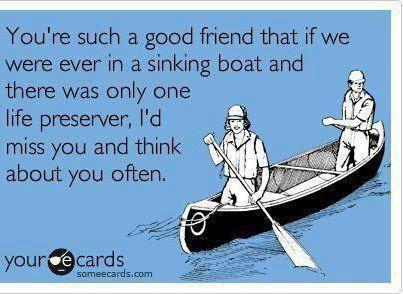 You're such a good friend that if we
were ever in a sinking boat and
there was only one
life preserver, I'd
miss you and think
about you often.
your e cards
someecards.com